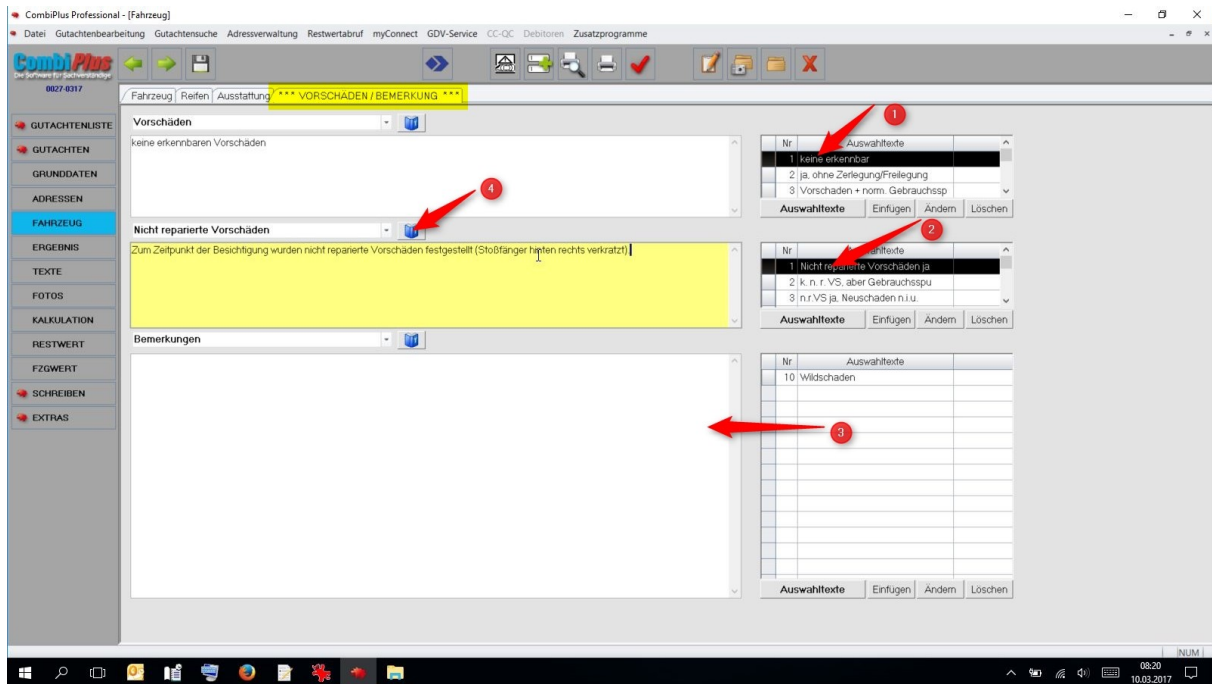 CombiPlus Professional - [Fahrzeug]
Datei Gutachtenbearbeitung Gutachtensuche Adressverwaltung Restwertabruf myConnect GDV-Service CC-QC Debitoren Zusatzprogramme
CombiPlus
Die Software für Sachverständige
0027-0317
Fahrzeug Reifen Ausstattung *** VORSCHÄDEN / BEMERKUNG ***
GUTACHTENLISTE
GUTACHTEN
GRUNDDATEN
ADRESSEN
FAHRZEUG
ERGEBNIS
TEXTE
FOTOS
KALKULATION
RESTWERT
FZGWERT
SCHREIBEN
EXTRAS
Vorschäden
keine erkennbaren Vorschäden
1
Nr Auswahltexte
1 keine erkennbar
2 ja, ohne Zerlegung/Freilegung
3 Vorschaden + norm. Gebrauchssp
Auswahltexte Einfügen Ändern Löschen
4
Nicht reparierte Vorschäden
Zum Zeitpunkt der Besichtigung wurden nicht reparierte Vorschäden festgestellt (Stoßfänger hinten rechts verkratzt).
2
Nr Auswahltexte
1 Nicht reparierte Vorschäden ja
2 k. n. r. VS, aber Gebrauchsspu
3 n.r.VS ja, Neuschaden n.i.u.
Auswahltexte Einfügen Ändern Löschen
Bemerkungen
Nr Auswahltexte
10 Wildschaden
3
Auswahltexte Einfügen Ändern Löschen
NUM
08:20
10.03.2017